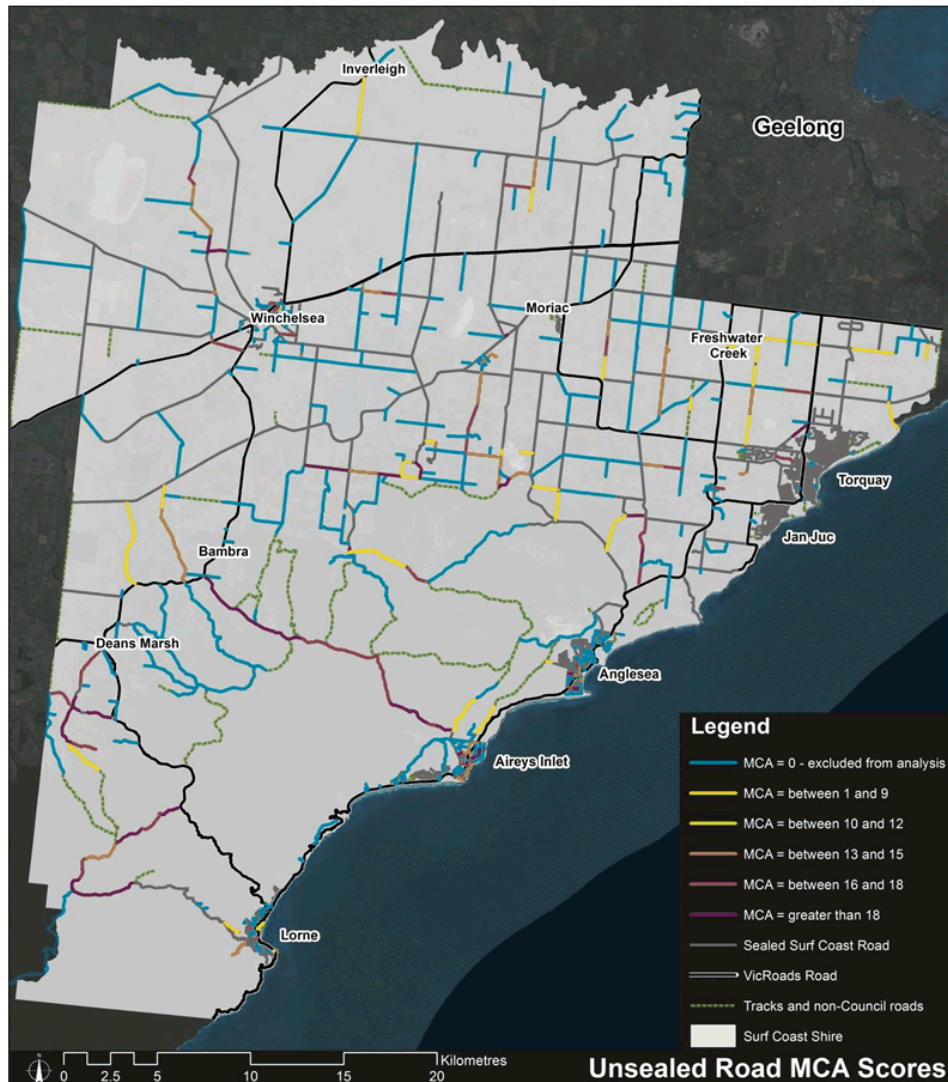 Inverleigh
Geelong
Winchelsea
Moriac
Freshwater
Creek
Torquay
Jan Juc
Bambra
Deans Marsh
Anglesea
Aireys Inlet
Lorne
Legend
MCA = 0 - excluded from analysis
MCA = between 1 and 9
MCA = between 10 and 12
MCA = between 13 and 15
MCA = between 16 and 18
MCA = greater than 18
Sealed Surf Coast Road
VicRoads Road
Tracks and non-Council roads
Surf Coast Shire
N
Kilometres
0 2.5 5 10 15 20
Unsealed Road MCA Scores